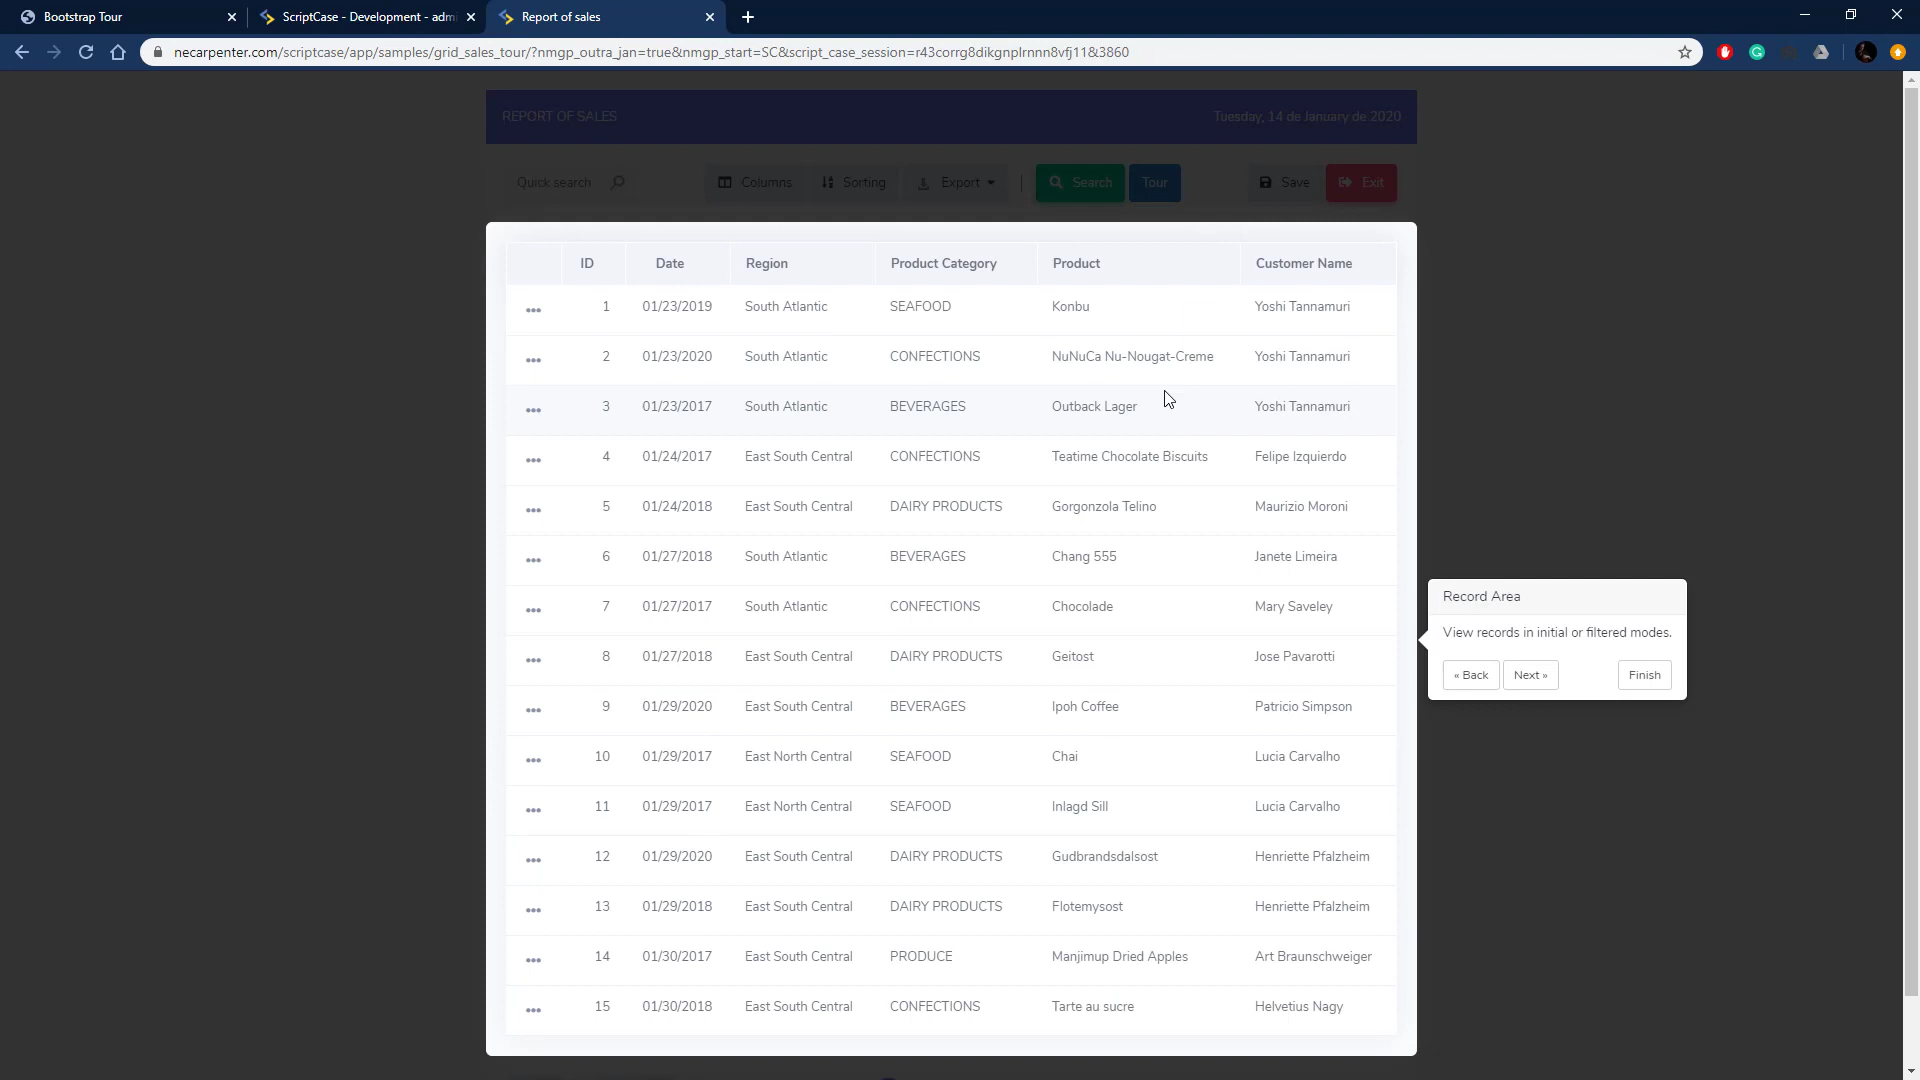 Bootstrap Tour
ScriptCase - Development - admi
Report of sales
necarpenter.com/scriptcase/app/samples/grid_sales_tour/?nmgp_outra_jan=true&nmgp_start=SC&script_case_session=r43corrg8dikgnplrnnn8vfj11&3860
REPORT OF SALES Tuesday, 14 de January de 2020
Quick search Columns Sorting Export | Search Tour Save Exit
ID Date Region Product Category Product Customer Name
1 01/23/2019 South Atlantic SEAFOOD Konbu Yoshi Tannamuri
2 01/23/2020 South Atlantic CONFECTIONS NuNuCa Nu-Nougat-Creme Yoshi Tannamuri
3 01/23/2017 South Atlantic BEVERAGES Outback Lager Yoshi Tannamuri
4 01/24/2017 East South Central CONFECTIONS Teatime Chocolate Biscuits Felipe Izquierdo
5 01/24/2018 East South Central DAIRY PRODUCTS Gorgonzola Telino Maurizio Moroni
6 01/27/2018 South Atlantic BEVERAGES Chang 555 Janete Limeira
7 01/27/2017 South Atlantic CONFECTIONS Chocolade Mary Saveley
8 01/27/2018 East South Central DAIRY PRODUCTS Geitost Jose Pavarotti
9 01/29/2020 East South Central BEVERAGES Ipoh Coffee Patricio Simpson
10 01/29/2017 East North Central SEAFOOD Chai Lucia Carvalho
11 01/29/2017 East North Central SEAFOOD Inlagd Sill Lucia Carvalho
12 01/29/2020 East South Central DAIRY PRODUCTS Gudbrandsdalsost Henriette Pfalzheim
13 01/29/2018 East South Central DAIRY PRODUCTS Flotemysost Henriette Pfalzheim
14 01/30/2017 East South Central PRODUCE Manjimup Dried Apples Art Braunschweiger
15 01/30/2018 East South Central CONFECTIONS Tarte au sucre Helvetius Nagy
Record Area
View records in initial or filtered modes.
« Back Next » Finish